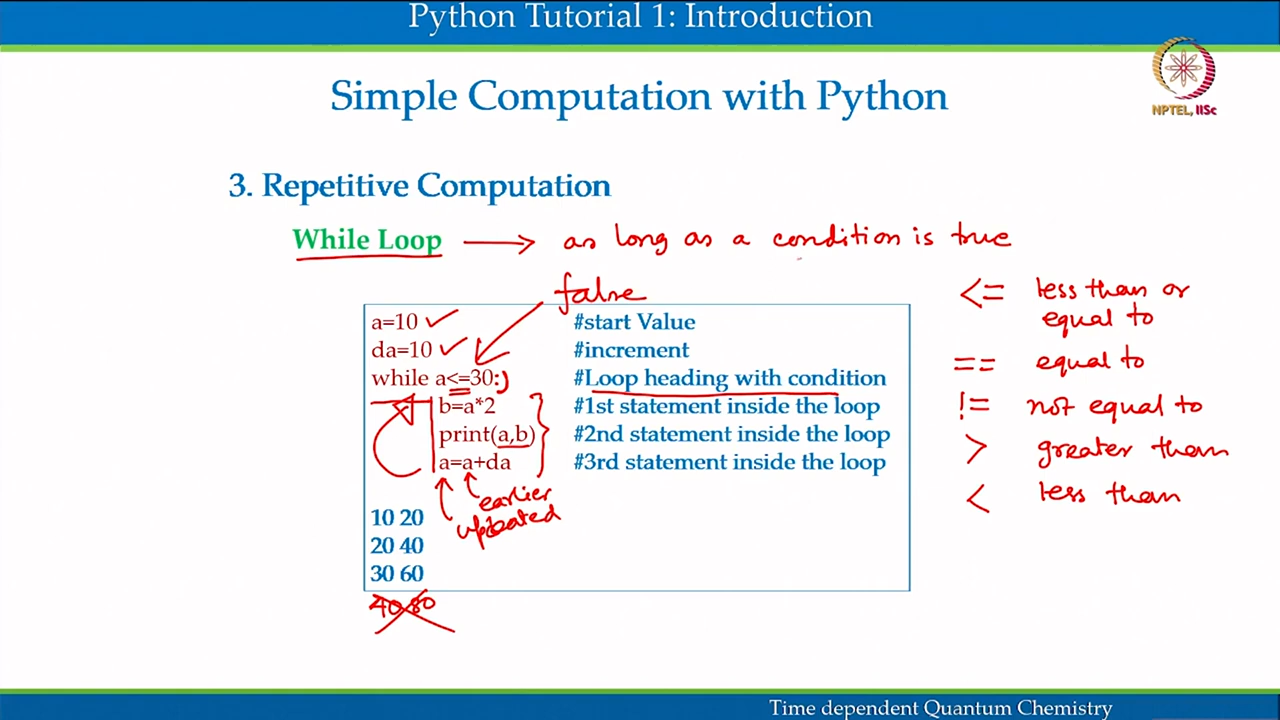 Python Tutorial 1: Introduction
NPTEL, IISc
Simple Computation with Python
3. Repetitive Computation
While Loop → as long as a condition is true
false
a=10 #start Value
da=10 #increment
while a<=30: #Loop heading with condition
b=a*2 #1st statement inside the loop
print(a,b) #2nd statement inside the loop
a=a+da #3rd statement inside the loop
earlier
updated
10 20
20 40
30 60
40 80
<= less than or
equal to
== equal to
!= not equal to
> greater than
< less than
Time dependent Quantum Chemistry